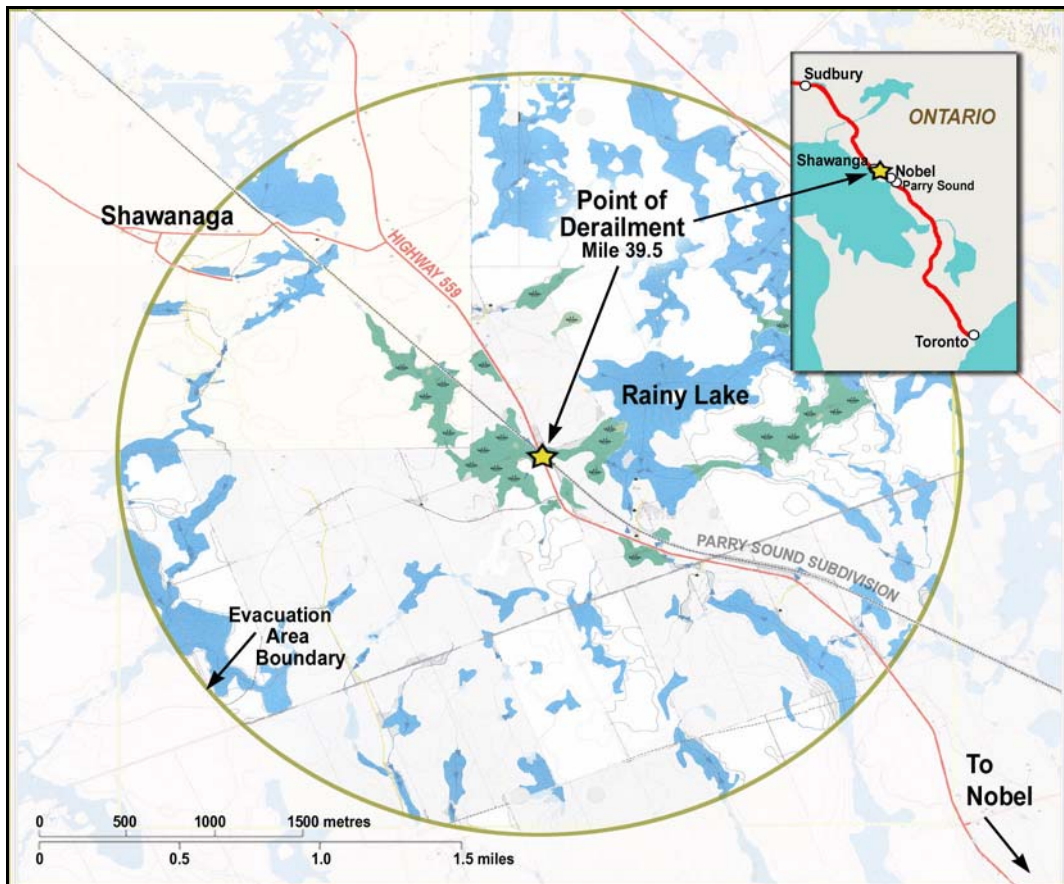 Sudbury
ONTARIO
Shawanga
Nobel
Parry Sound
Toronto
Shawanaga
HIGHWAY 559
Point of
Derailment
Mile 39.5
Rainy Lake
PARRY SOUND SUBDIVISION
Evacuation
Area
Boundary
To
Nobel
0 500 1000 1500 metres
0 0.5 1.0 1.5 miles